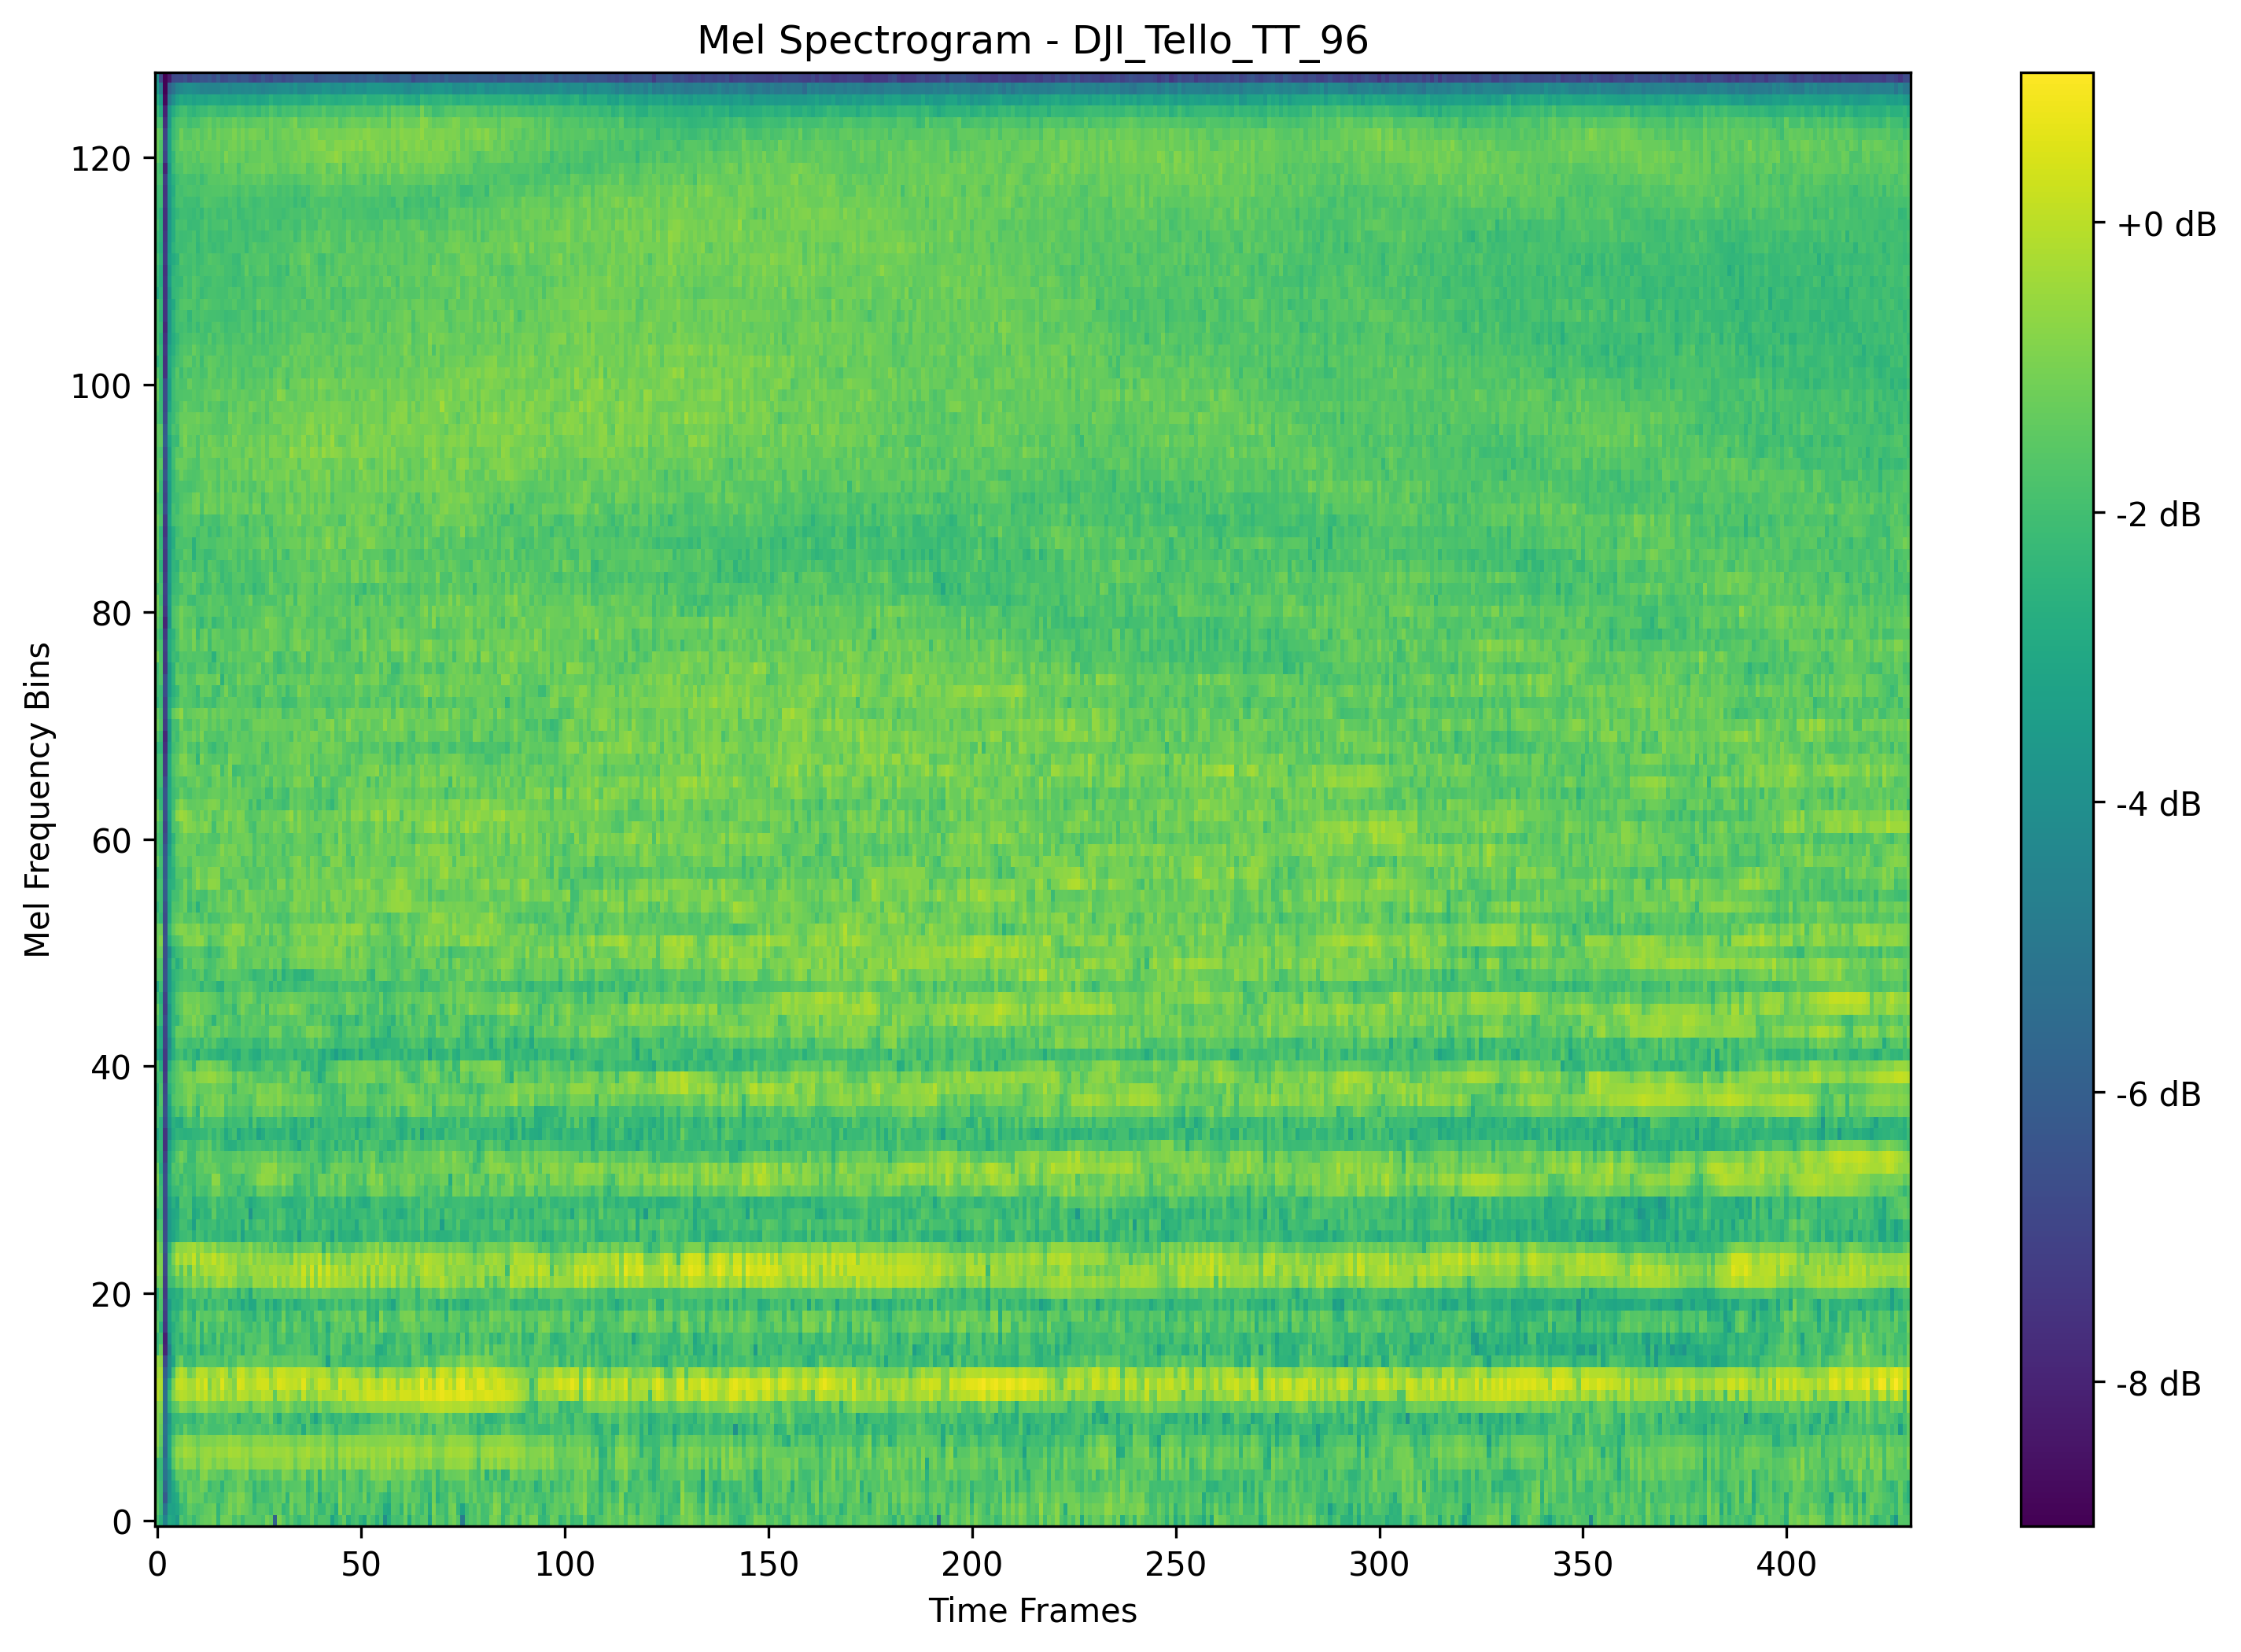 Mel Spectrogram - DJI_Tello_TT_96
Mel Frequency Bins
120
100
80
60
40
20
0
0 50 100 150 200 250 300 350 400
Time Frames
+0 dB
-2 dB
-4 dB
-6 dB
-8 dB